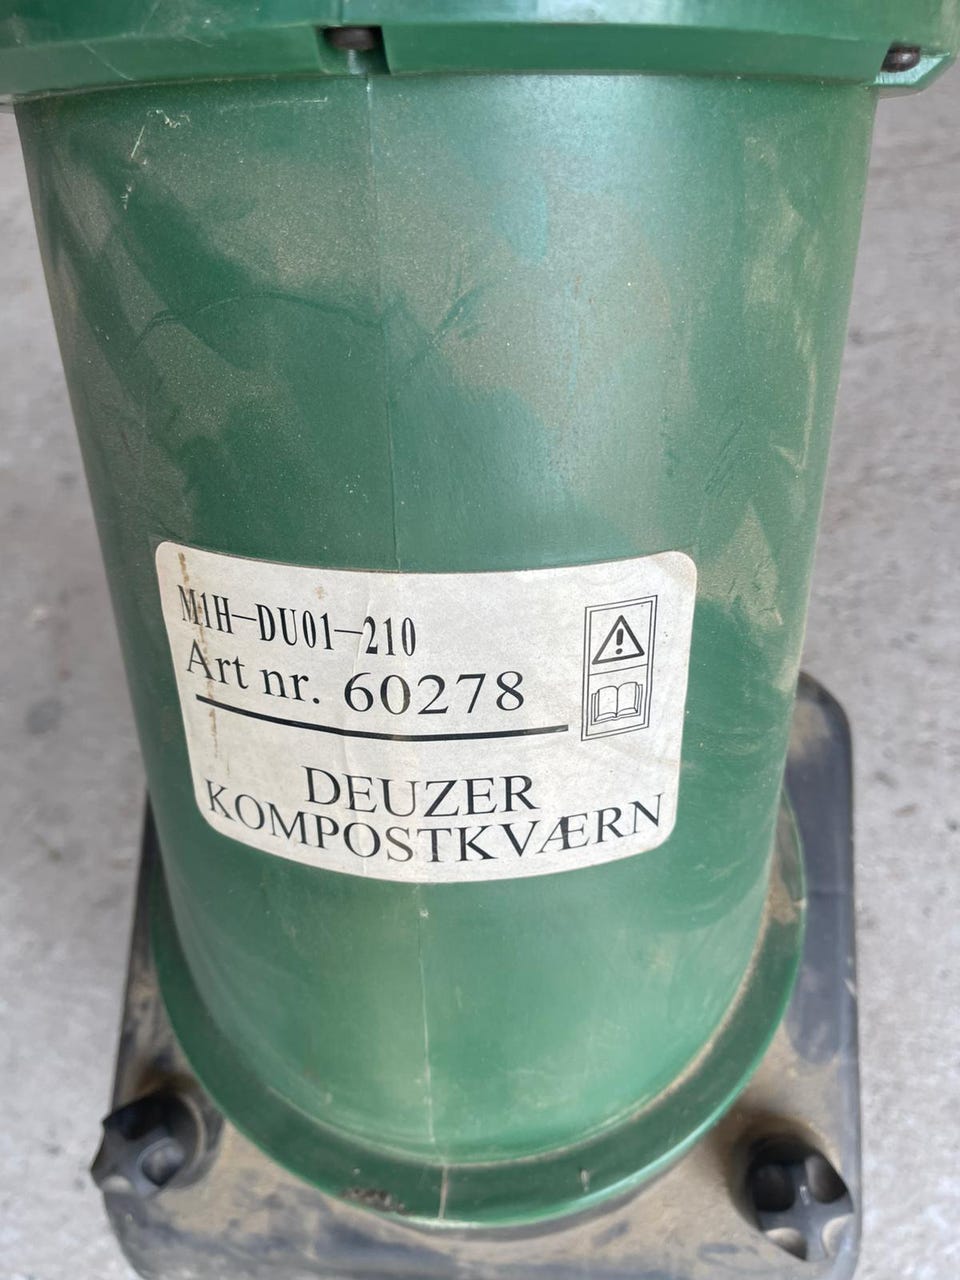 M1H-DU01-210
Art nr. 60278
DEUZER
KOMPOSTKVÆRN